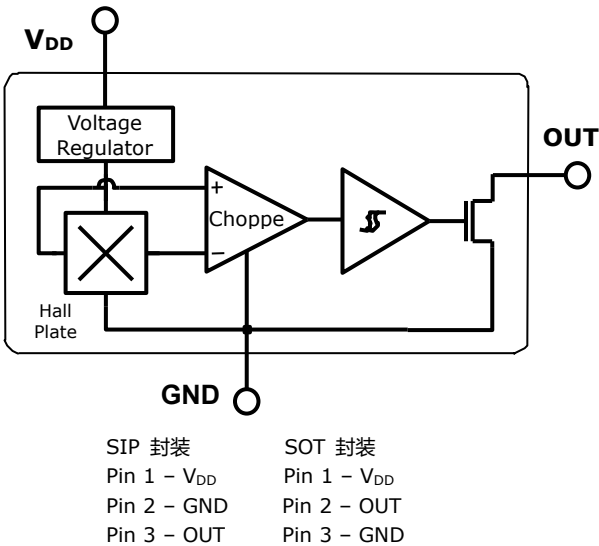 VDD
Voltage
Regulator
OUT
+
Choppe
−
Hall
Plate
GND
SIP 封装
SOT 封装
Pin 1 – VDD
Pin 1 – VDD
Pin 2 – GND
Pin 2 – OUT
Pin 3 – OUT
Pin 3 – GND